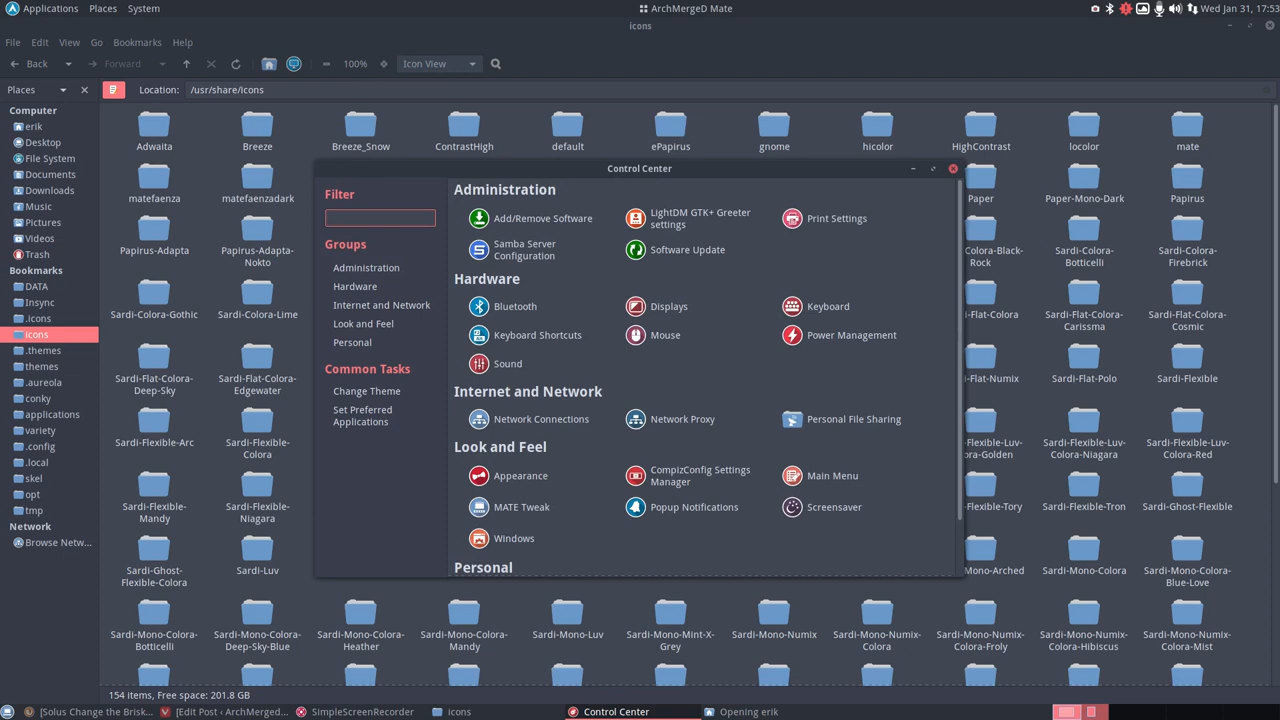 Applications Places System ArchMergeD Mate Wed Jan 31, 17:53
icons
File Edit View Go Bookmarks Help
Back Forward 100% Icon View
Places Location: /usr/share/icons
Computer
erik
Desktop
File System
Documents
Downloads
Music
Pictures
Videos
Trash
Bookmarks
DATA
Insync
.icons
icons
.themes
themes
.aureola
conky
applications
variety
.config
.local
skel
opt
tmp
Network
Browse Netw...
Adwaita Breeze Breeze_Snow ContrastHigh default ePapirus gnome hicolor HighContrast locolor mate
matefaenza matefaenzadark Paper Paper-Mono-Dark Papirus
Papirus-Adapta Papirus-Adapta-
Nokto
-Colora-Black-
Rock
Sardi-Colora-
Botticelli
Sardi-Colora-
Firebrick
Sardi-Colora-Gothic Sardi-Colora-Lime -Flat-Colora Sardi-Flat-Colora-
Carissma
Sardi-Flat-Colora-
Cosmic
Sardi-Flat-Colora-
Deep-Sky
Sardi-Flat-Colora-
Edgewater
-Flat-Numix Sardi-Flat-Polo Sardi-Flexible
Sardi-Flexible-Arc Sardi-Flexible-
Colora
-Flexible-Luv-
ora-Golden
Sardi-Flexible-Luv-
Colora-Niagara
Sardi-Flexible-Luv-
Colora-Red
Sardi-Flexible-
Mandy
Sardi-Flexible-
Niagara
-Flexible-Tory Sardi-Flexible-Tron Sardi-Ghost-Flexible
Sardi-Ghost-
Flexible-Colora
Sardi-Luv -Mono-Arched Sardi-Mono-Colora Sardi-Mono-Colora-
Blue-Love
Sardi-Mono-Colora-
Botticelli
Sardi-Mono-Colora-
Deep-Sky-Blue
Sardi-Mono-Colora-
Heather
Sardi-Mono-Colora-
Mandy
Sardi-Mono-Luv Sardi-Mono-Mint-X-
Grey
Sardi-Mono-Numix Sardi-Mono-Numix-
Colora
Sardi-Mono-Numix-
Colora-Froly
Sardi-Mono-Numix-
Colora-Hibiscus
Sardi-Mono-Numix-
Colora-Mist
Control Center
Filter
Groups
Administration
Hardware
Internet and Network
Look and Feel
Personal
Common Tasks
Change Theme
Set Preferred
Applications
Administration
Add/Remove Software LightDM GTK+ Greeter
settings
Print Settings
Samba Server
Configuration
Software Update
Hardware
Bluetooth Displays Keyboard
Keyboard Shortcuts Mouse Power Management
Sound
Internet and Network
Network Connections Network Proxy Personal File Sharing
Look and Feel
Appearance CompizConfig Settings
Manager
Main Menu
MATE Tweak Popup Notifications Screensaver
Windows
Personal
154 items, Free space: 201.8 GB
[Solus Change the Brisk... [Edit Post ‹ ArchMerged... SimpleScreenRecorder icons Control Center Opening erik